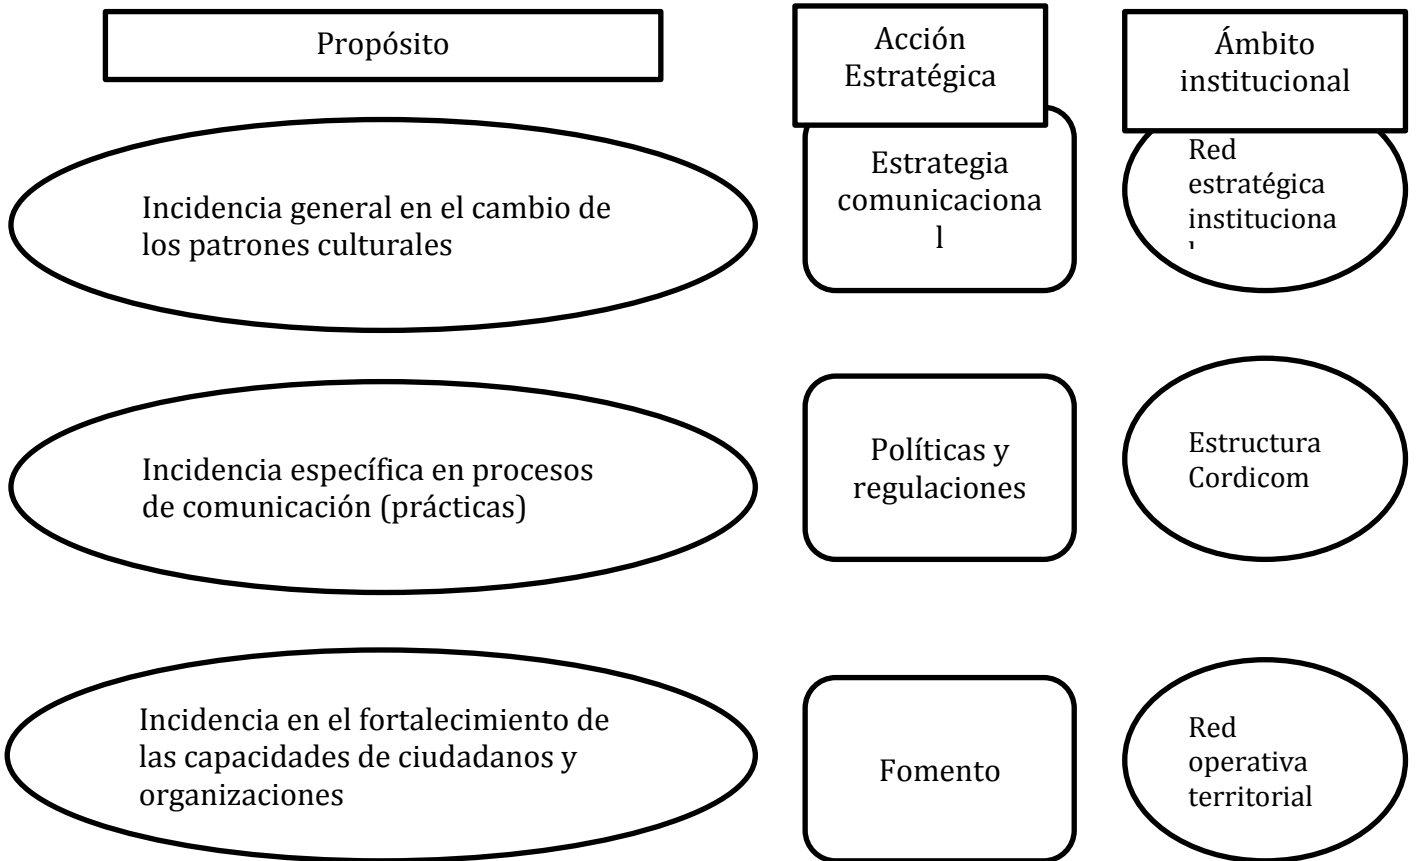 Propósito
Acción
Estratégica
Ámbito
institucional
Incidencia general en el cambio de
los patrones culturales
Estrategia
comunicaciona
l
Red
estratégica
instituciona
l
Incidencia específica en procesos
de comunicación (prácticas)
Políticas y
regulaciones
Estructura
Cordicom
Incidencia en el fortalecimiento de
las capacidades de ciudadanos y
organizaciones
Fomento
Red
operativa
territorial